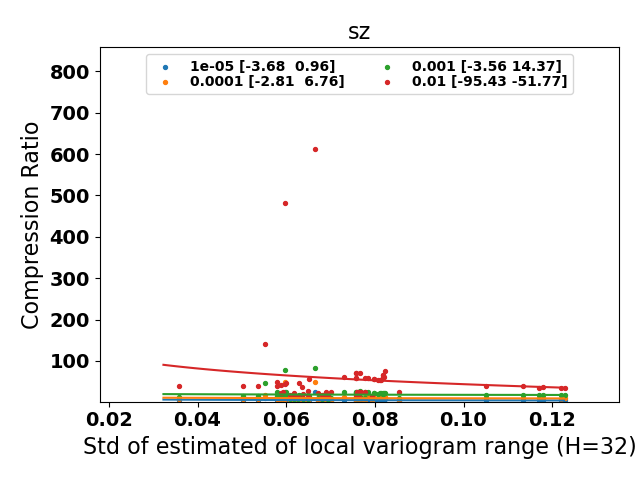 sz
1e-05 [-3.68  0.96]
0.0001 [-2.81  6.76]
0.001 [-3.56 14.37]
0.01 [-95.43 -51.77]
Compression Ratio
800
700
600
500
400
300
200
100
0.02 0.04 0.06 0.08 0.10 0.12
Std of estimated of local variogram range (H=32)